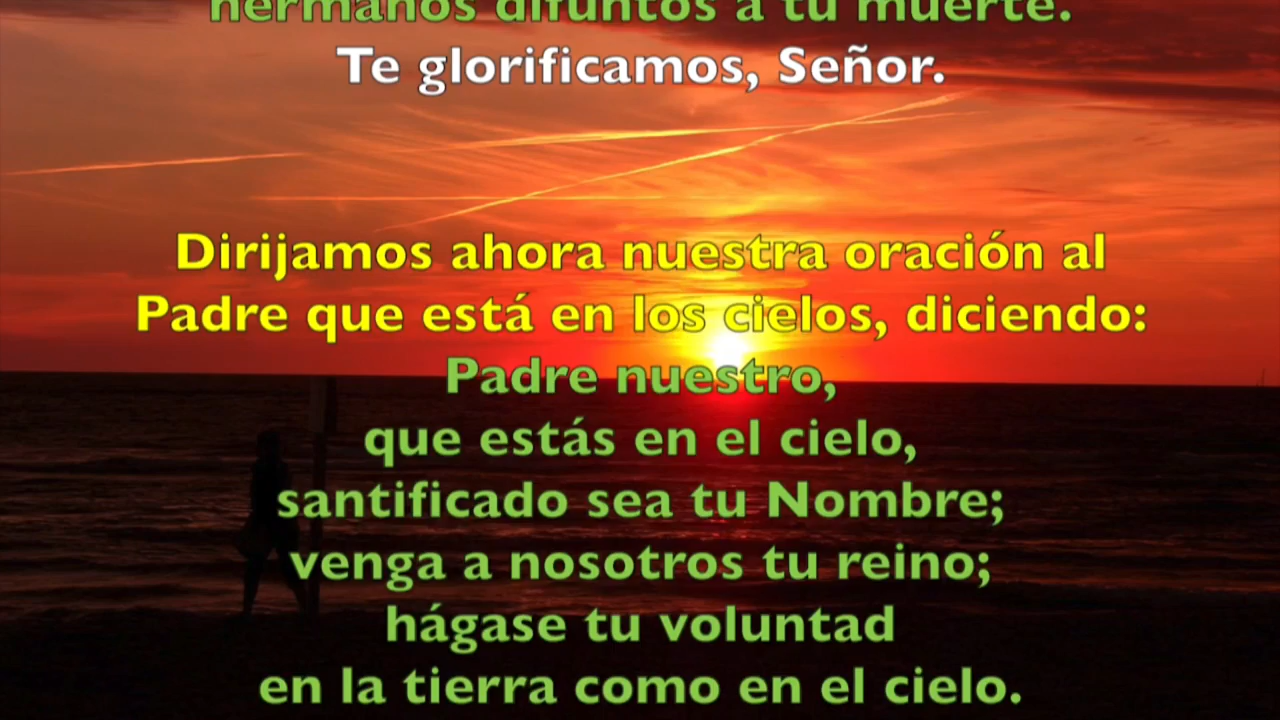 hermanos difuntos a tu muerte.
Te glorificamos, Señor.
Dirijamos ahora nuestra oración al
Padre que está en los cielos, diciendo:
Padre nuestro,
que estás en el cielo,
santificado sea tu Nombre;
venga a nosotros tu reino;
hágase tu voluntad
en la tierra como en el cielo.